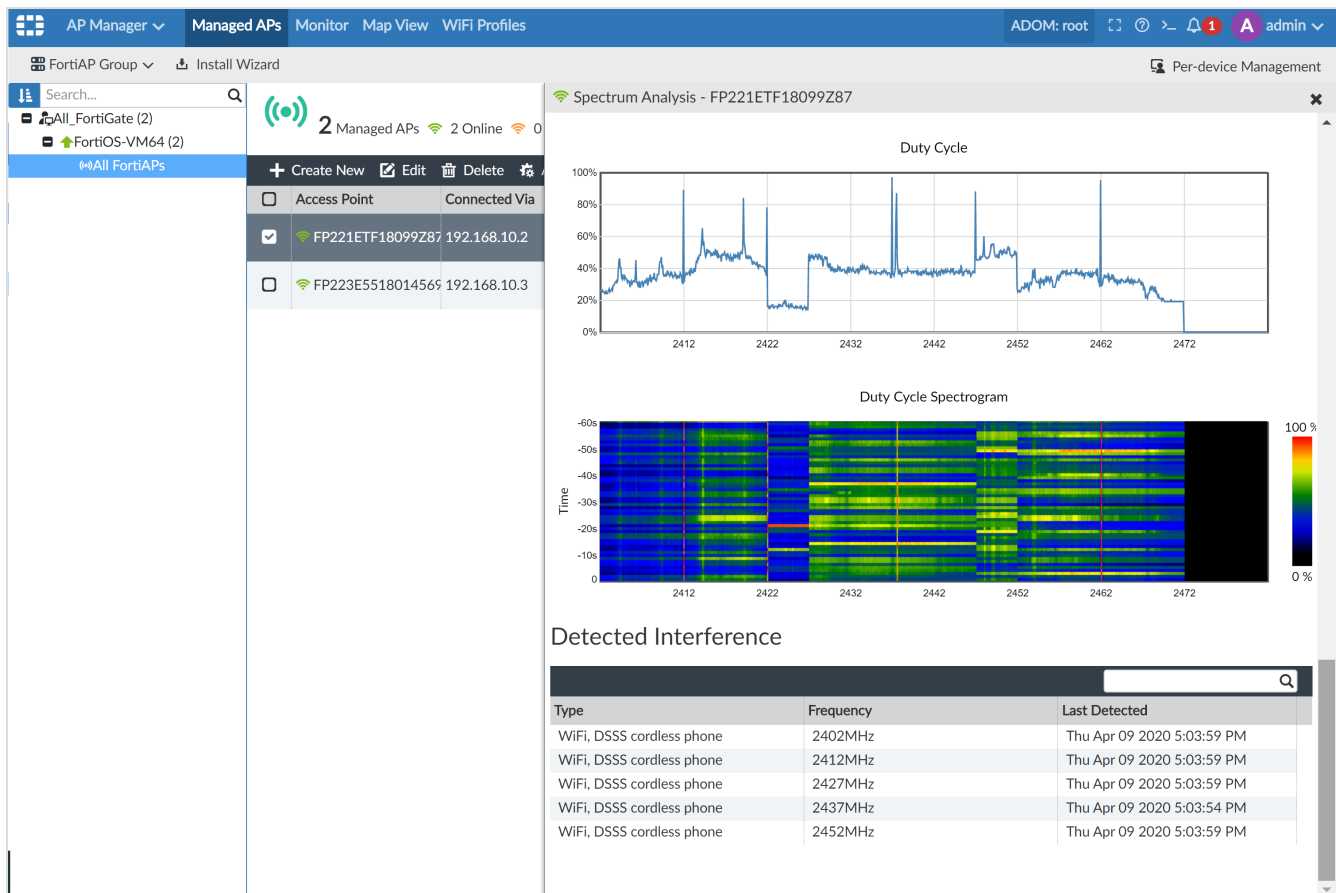 AP Manager Managed APs Monitor Map View WiFi Profiles ADOM: root 1 A admin
FortiAP Group Install Wizard Per-device Management
Search...
All_FortiGate (2)
FortiOS-VM64 (2)
All FortiAPs
2 Managed APs 2 Online 0
Create New Edit Delete
Access Point Connected Via
FP221ETF18099Z87 192.168.10.2
FP223E5518014569 192.168.10.3
Spectrum Analysis - FP221ETF18099Z87
Duty Cycle
100%
80%
60%
40%
20%
0%
2412 2422 2432 2442 2452 2462 2472
Duty Cycle Spectrogram
Time
-60s
-50s
-40s
-30s
-20s
-10s
0
2412 2422 2432 2442 2452 2462 2472
100 %
0 %
Detected Interference
Type Frequency Last Detected
WiFi, DSSS cordless phone 2402MHz Thu Apr 09 2020 5:03:59 PM
WiFi, DSSS cordless phone 2412MHz Thu Apr 09 2020 5:03:59 PM
WiFi, DSSS cordless phone 2427MHz Thu Apr 09 2020 5:03:59 PM
WiFi, DSSS cordless phone 2437MHz Thu Apr 09 2020 5:03:54 PM
WiFi, DSSS cordless phone 2452MHz Thu Apr 09 2020 5:03:59 PM